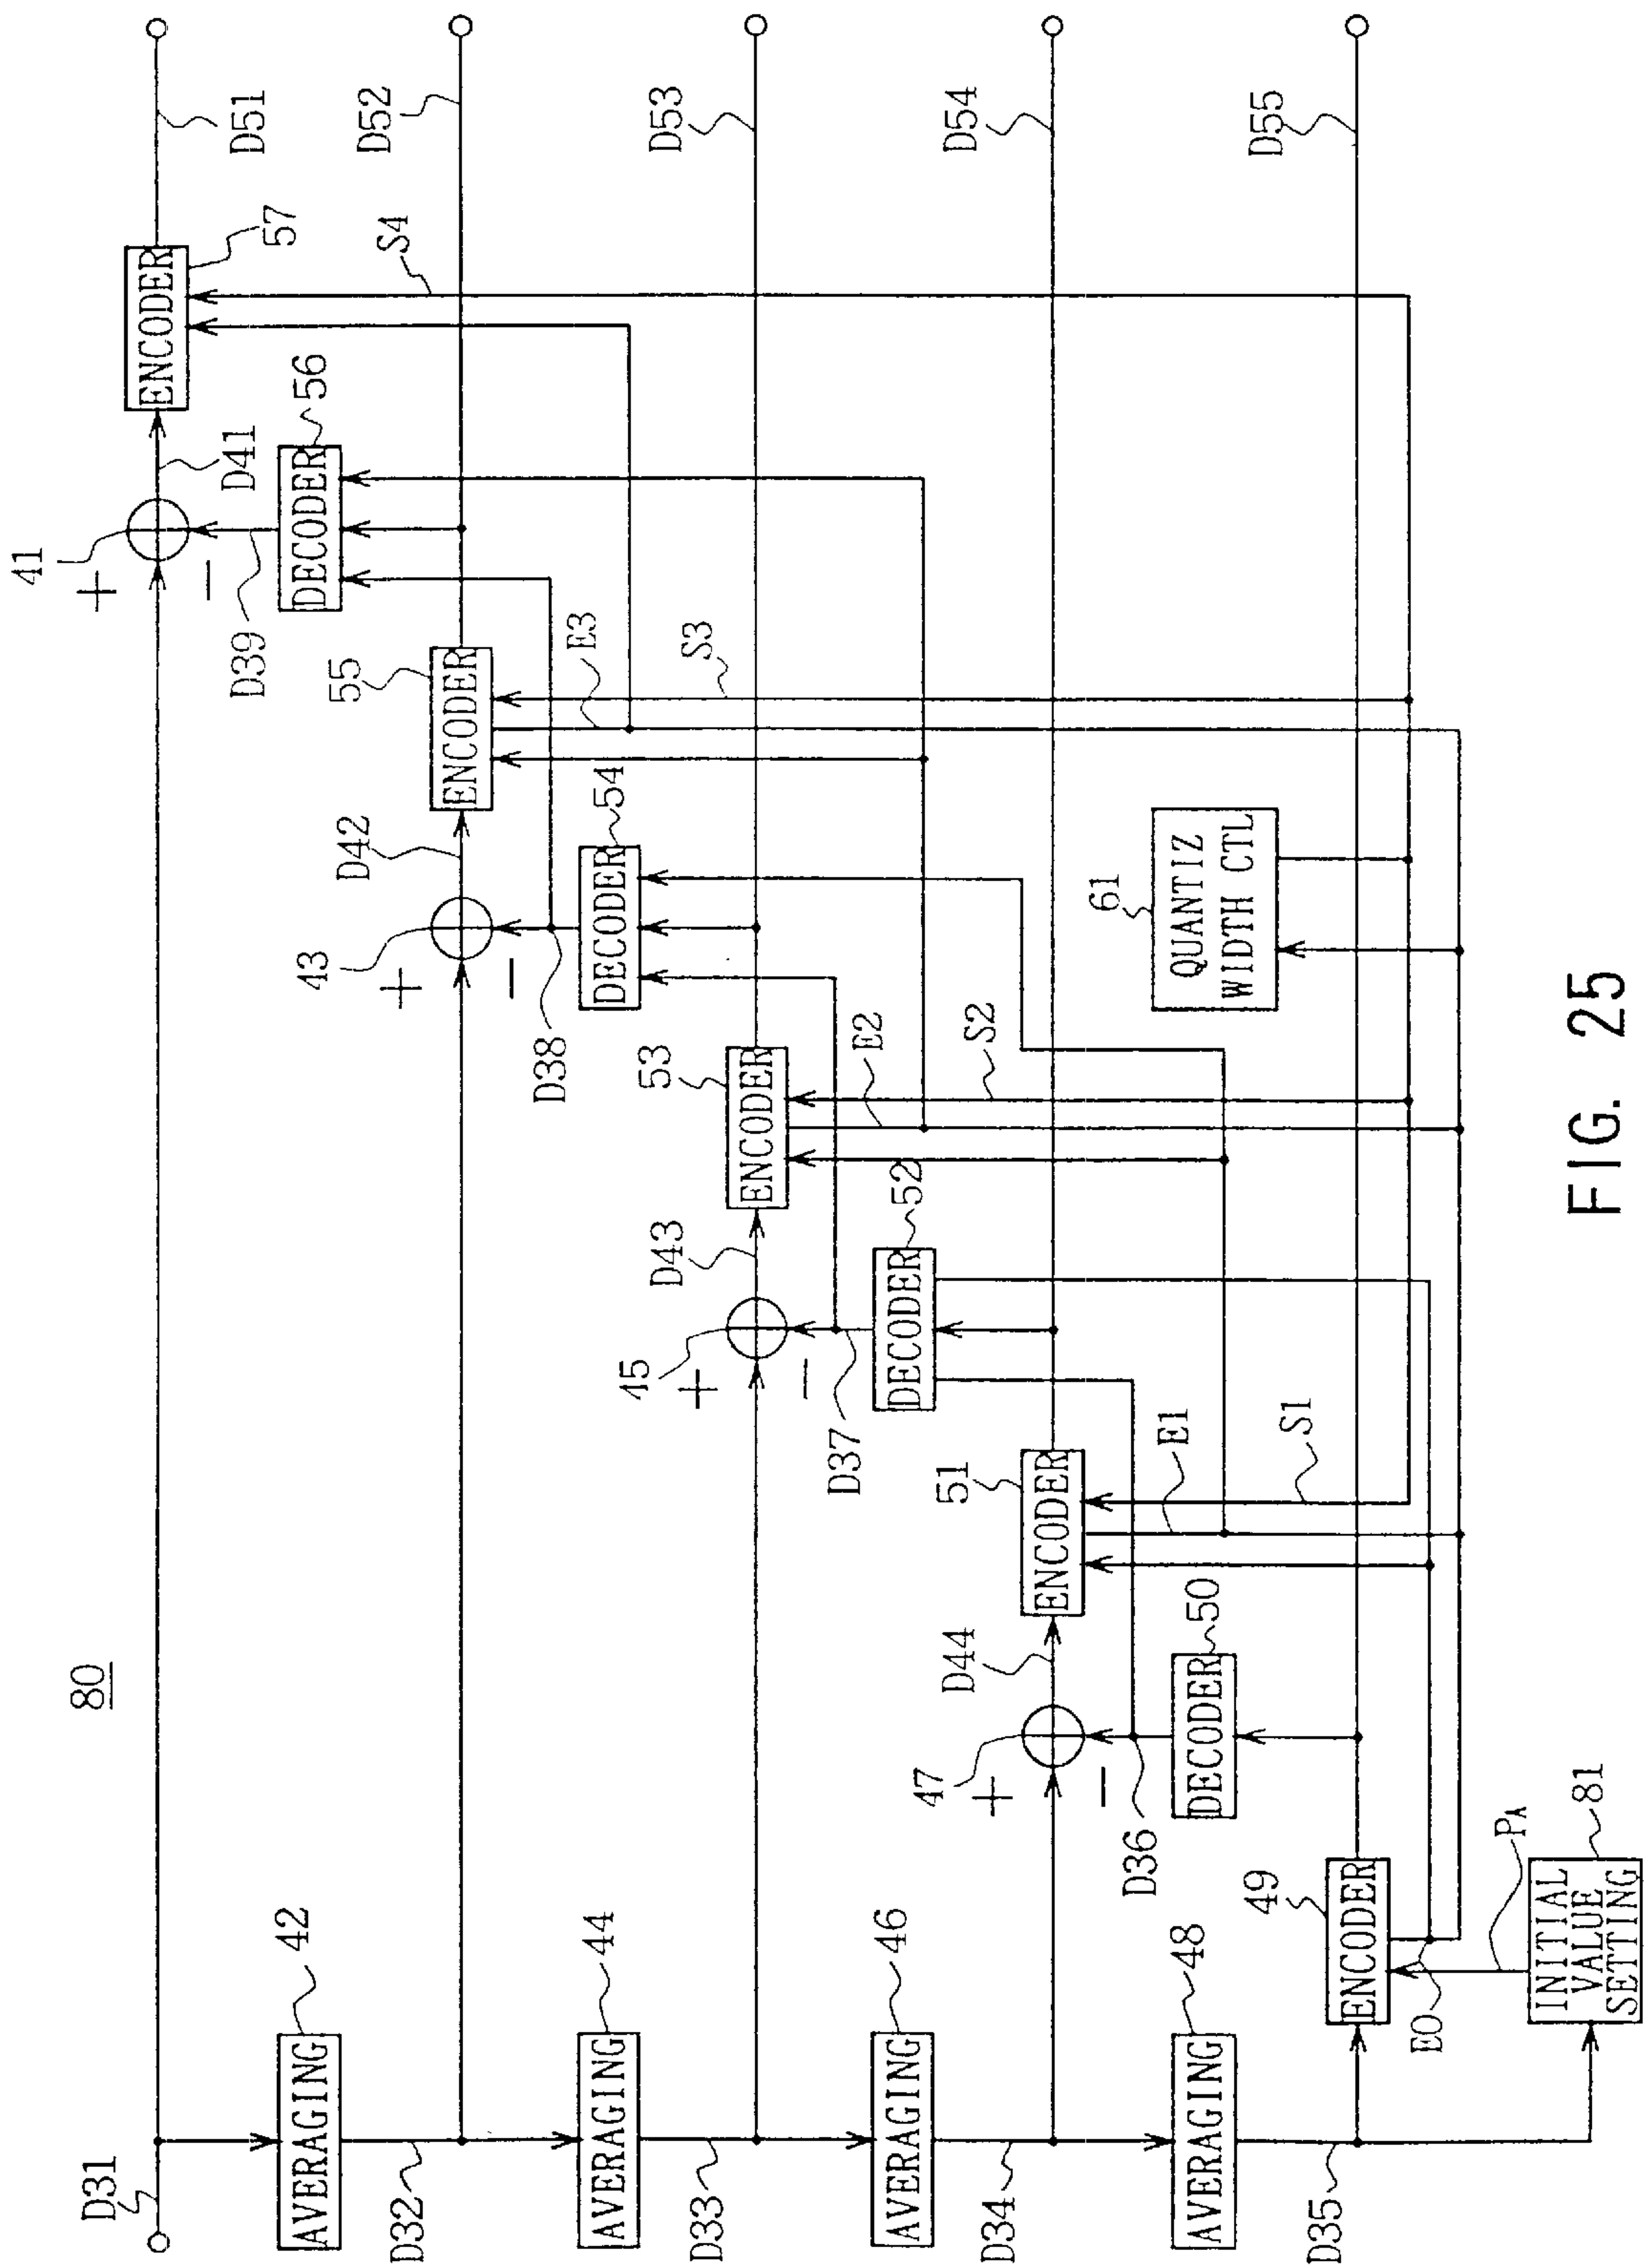 80
D31
41
+
−
D39
DECODER
56
D41
ENCODER
57
D51
AVERAGING
42
D32
43
+
−
D38
DECODER
54
D42
ENCODER
55
E3
S3
S4
D52
AVERAGING
44
D33
45
+
−
D37
DECODER
52
D43
ENCODER
53
E2
S2
D53
AVERAGING
46
D34
47
+
−
D36
DECODER
50
D44
ENCODER
51
E1
S1
61
QUANTIZ
WIDTH CTL
D54
AVERAGING
48
D35
ENCODER
49
E0
PA
INITIAL
VALUE
SETTING
81
D55
FIG. 25